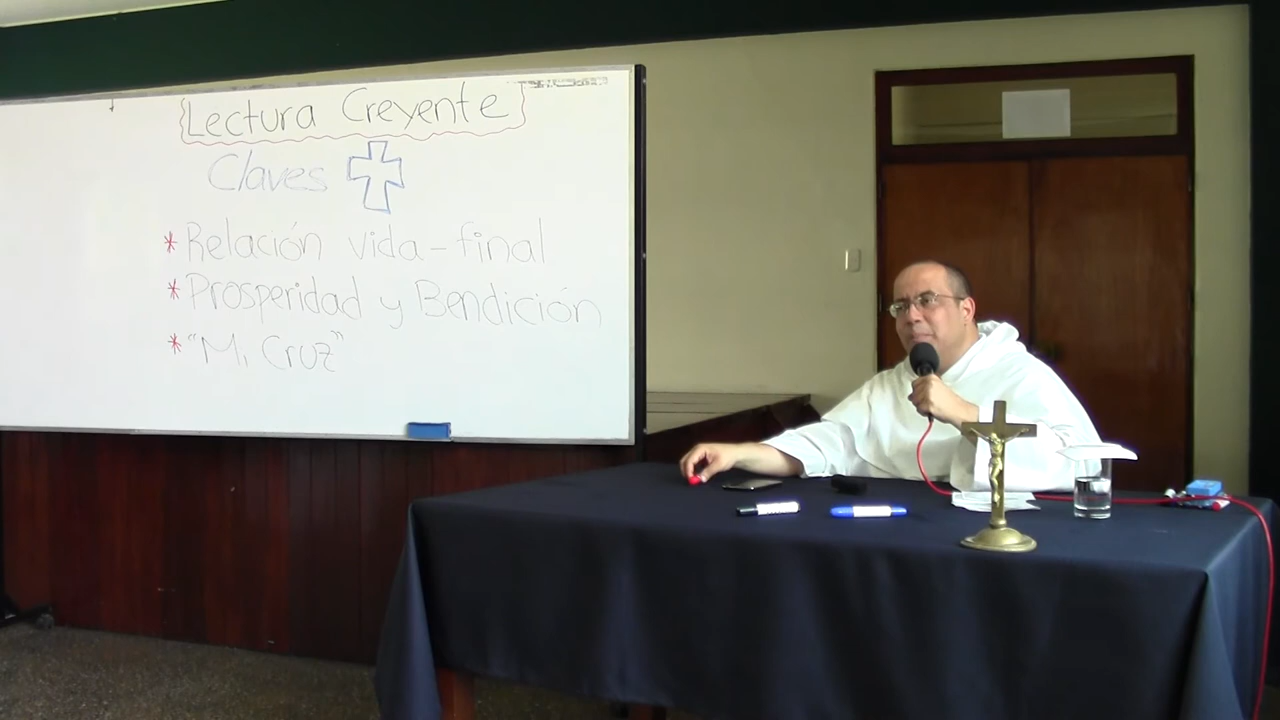 Lectura Creyente
Claves
* Relación vida-final
* Prosperidad y Bendición
* "Mi Cruz"